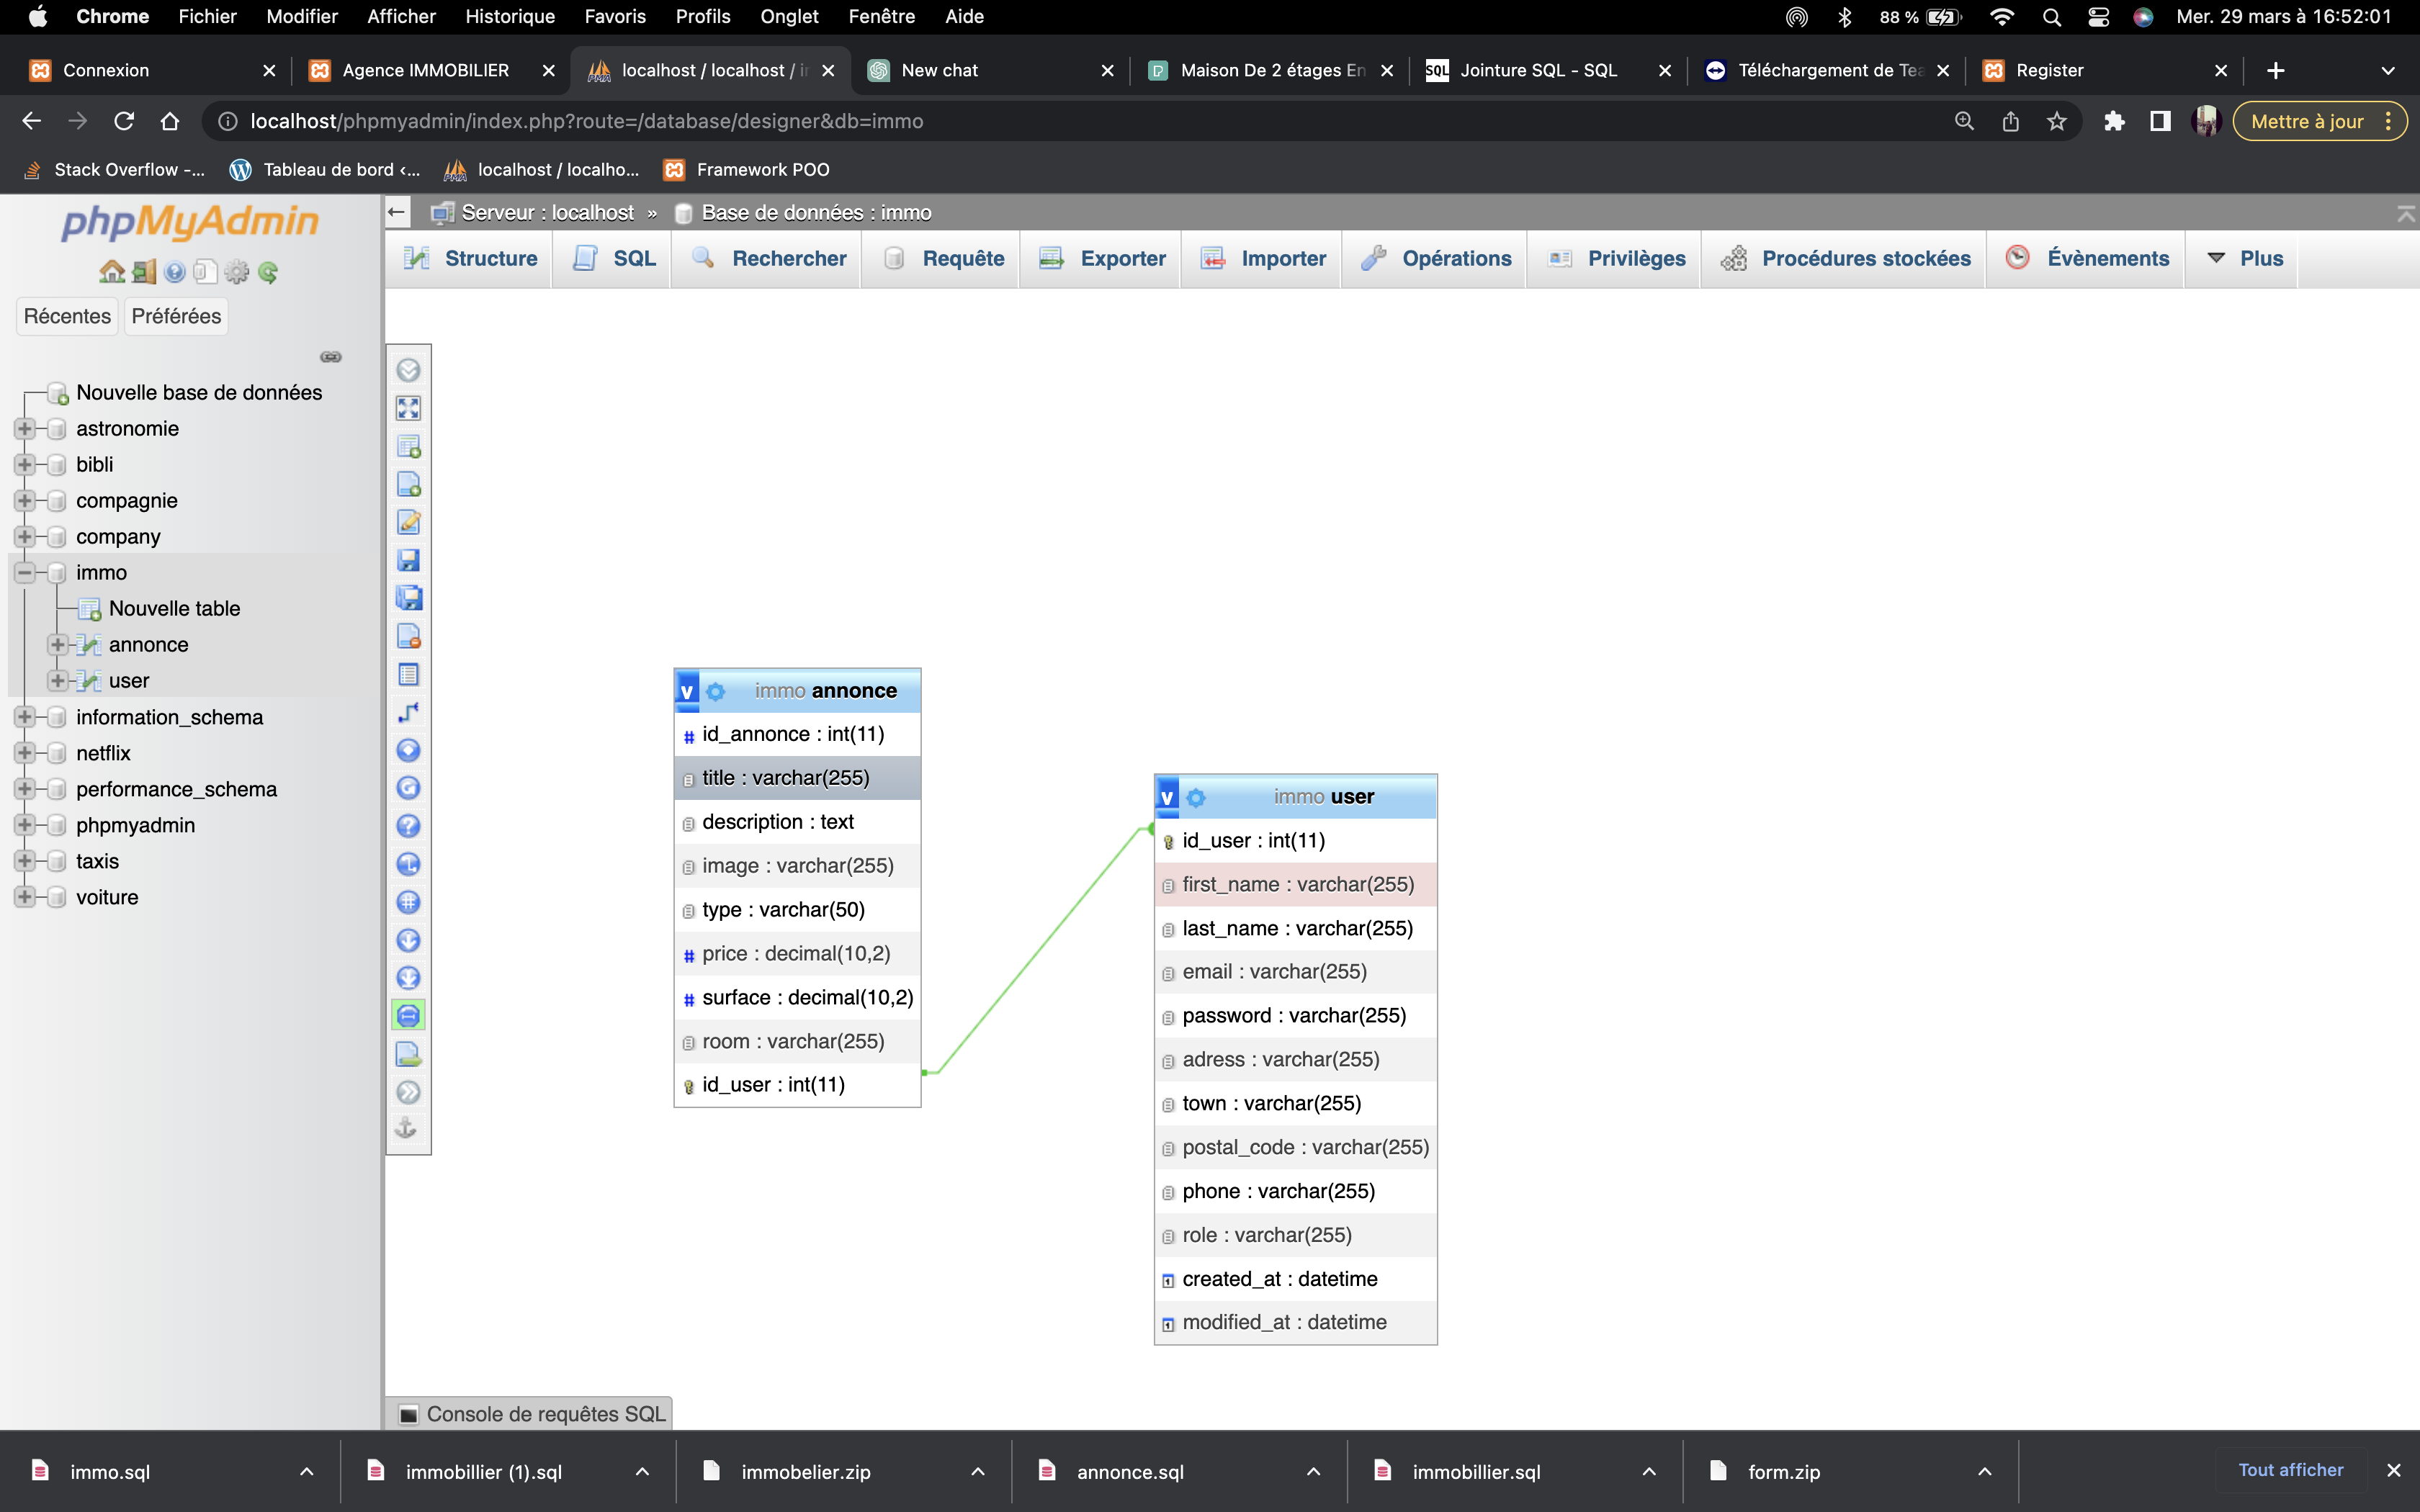 Chrome Fichier Modifier Afficher Historique Favoris Profils Onglet Fenêtre Aide 88 % Mer. 29 mars à 16:52:01
Connexion Agence IMMOBILIER localhost / localhost / New chat Maison De 2 étages En SQL Jointure SQL - SQL Téléchargement de Tea Register
localhost/phpmyadmin/index.php?route=/database/designer&db=immo Mettre à jour
Stack Overflow -... Tableau de bord ‹... PMA localhost / localho... Framework POO
phpMyAdmin
Serveur : localhost » Base de données : immo
Structure SQL Rechercher Requête Exporter Importer Opérations Privilèges Procédures stockées Évènements Plus
Récentes Préférées
Nouvelle base de données
astronomie
bibli
compagnie
company
immo
Nouvelle table
annonce
user
information_schema
netflix
performance_schema
phpmyadmin
taxis
voiture
v immo annonce
id_annonce : int(11)
title : varchar(255)
description : text
image : varchar(255)
type : varchar(50)
price : decimal(10,2)
surface : decimal(10,2)
room : varchar(255)
id_user : int(11)
v immo user
id_user : int(11)
first_name : varchar(255)
last_name : varchar(255)
email : varchar(255)
password : varchar(255)
adress : varchar(255)
town : varchar(255)
postal_code : varchar(255)
phone : varchar(255)
role : varchar(255)
created_at : datetime
modified_at : datetime
Console de requêtes SQL
immo.sql immobillier (1).sql immobelier.zip annonce.sql immobillier.sql form.zip Tout afficher